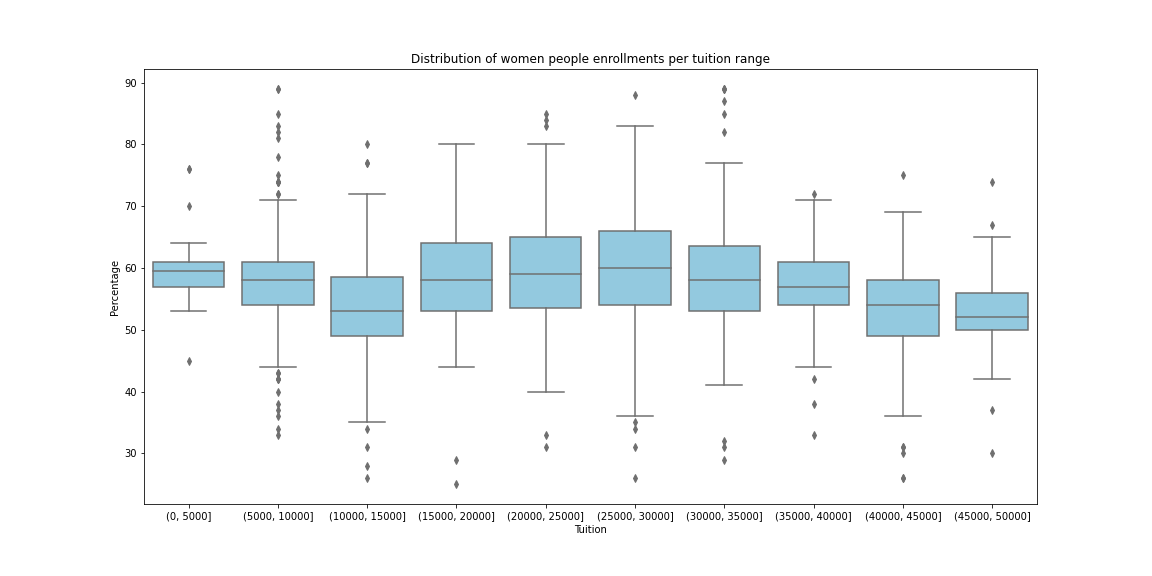 Distribution of women people enrollments per tuition range
90
80
70
60
50
40
30
Percentage
(0, 5000] (5000, 10000] (10000, 15000] (15000, 20000] (20000, 25000] (25000, 30000] (30000, 35000] (35000, 40000] (40000, 45000] (45000, 50000]
Tuition